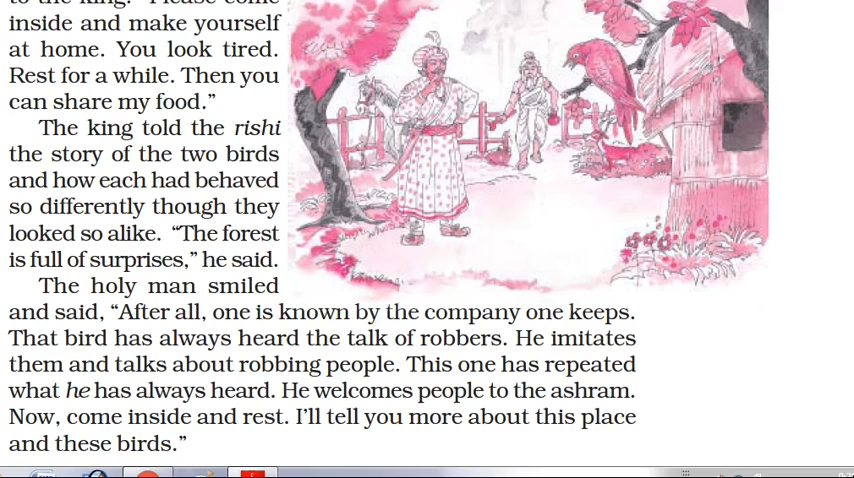 to the king. "Please come
inside and make yourself
at home. You look tired.
Rest for a while. Then you
can share my food."
The king told the rishi
the story of the two birds
and how each had behaved
so differently though they
looked so alike. "The forest
is full of surprises," he said.
The holy man smiled
and said, "After all, one is known by the company one keeps.
That bird has always heard the talk of robbers. He imitates
them and talks about robbing people. This one has repeated
what he has always heard. He welcomes people to the ashram.
Now, come inside and rest. I'll tell you more about this place
and these birds."